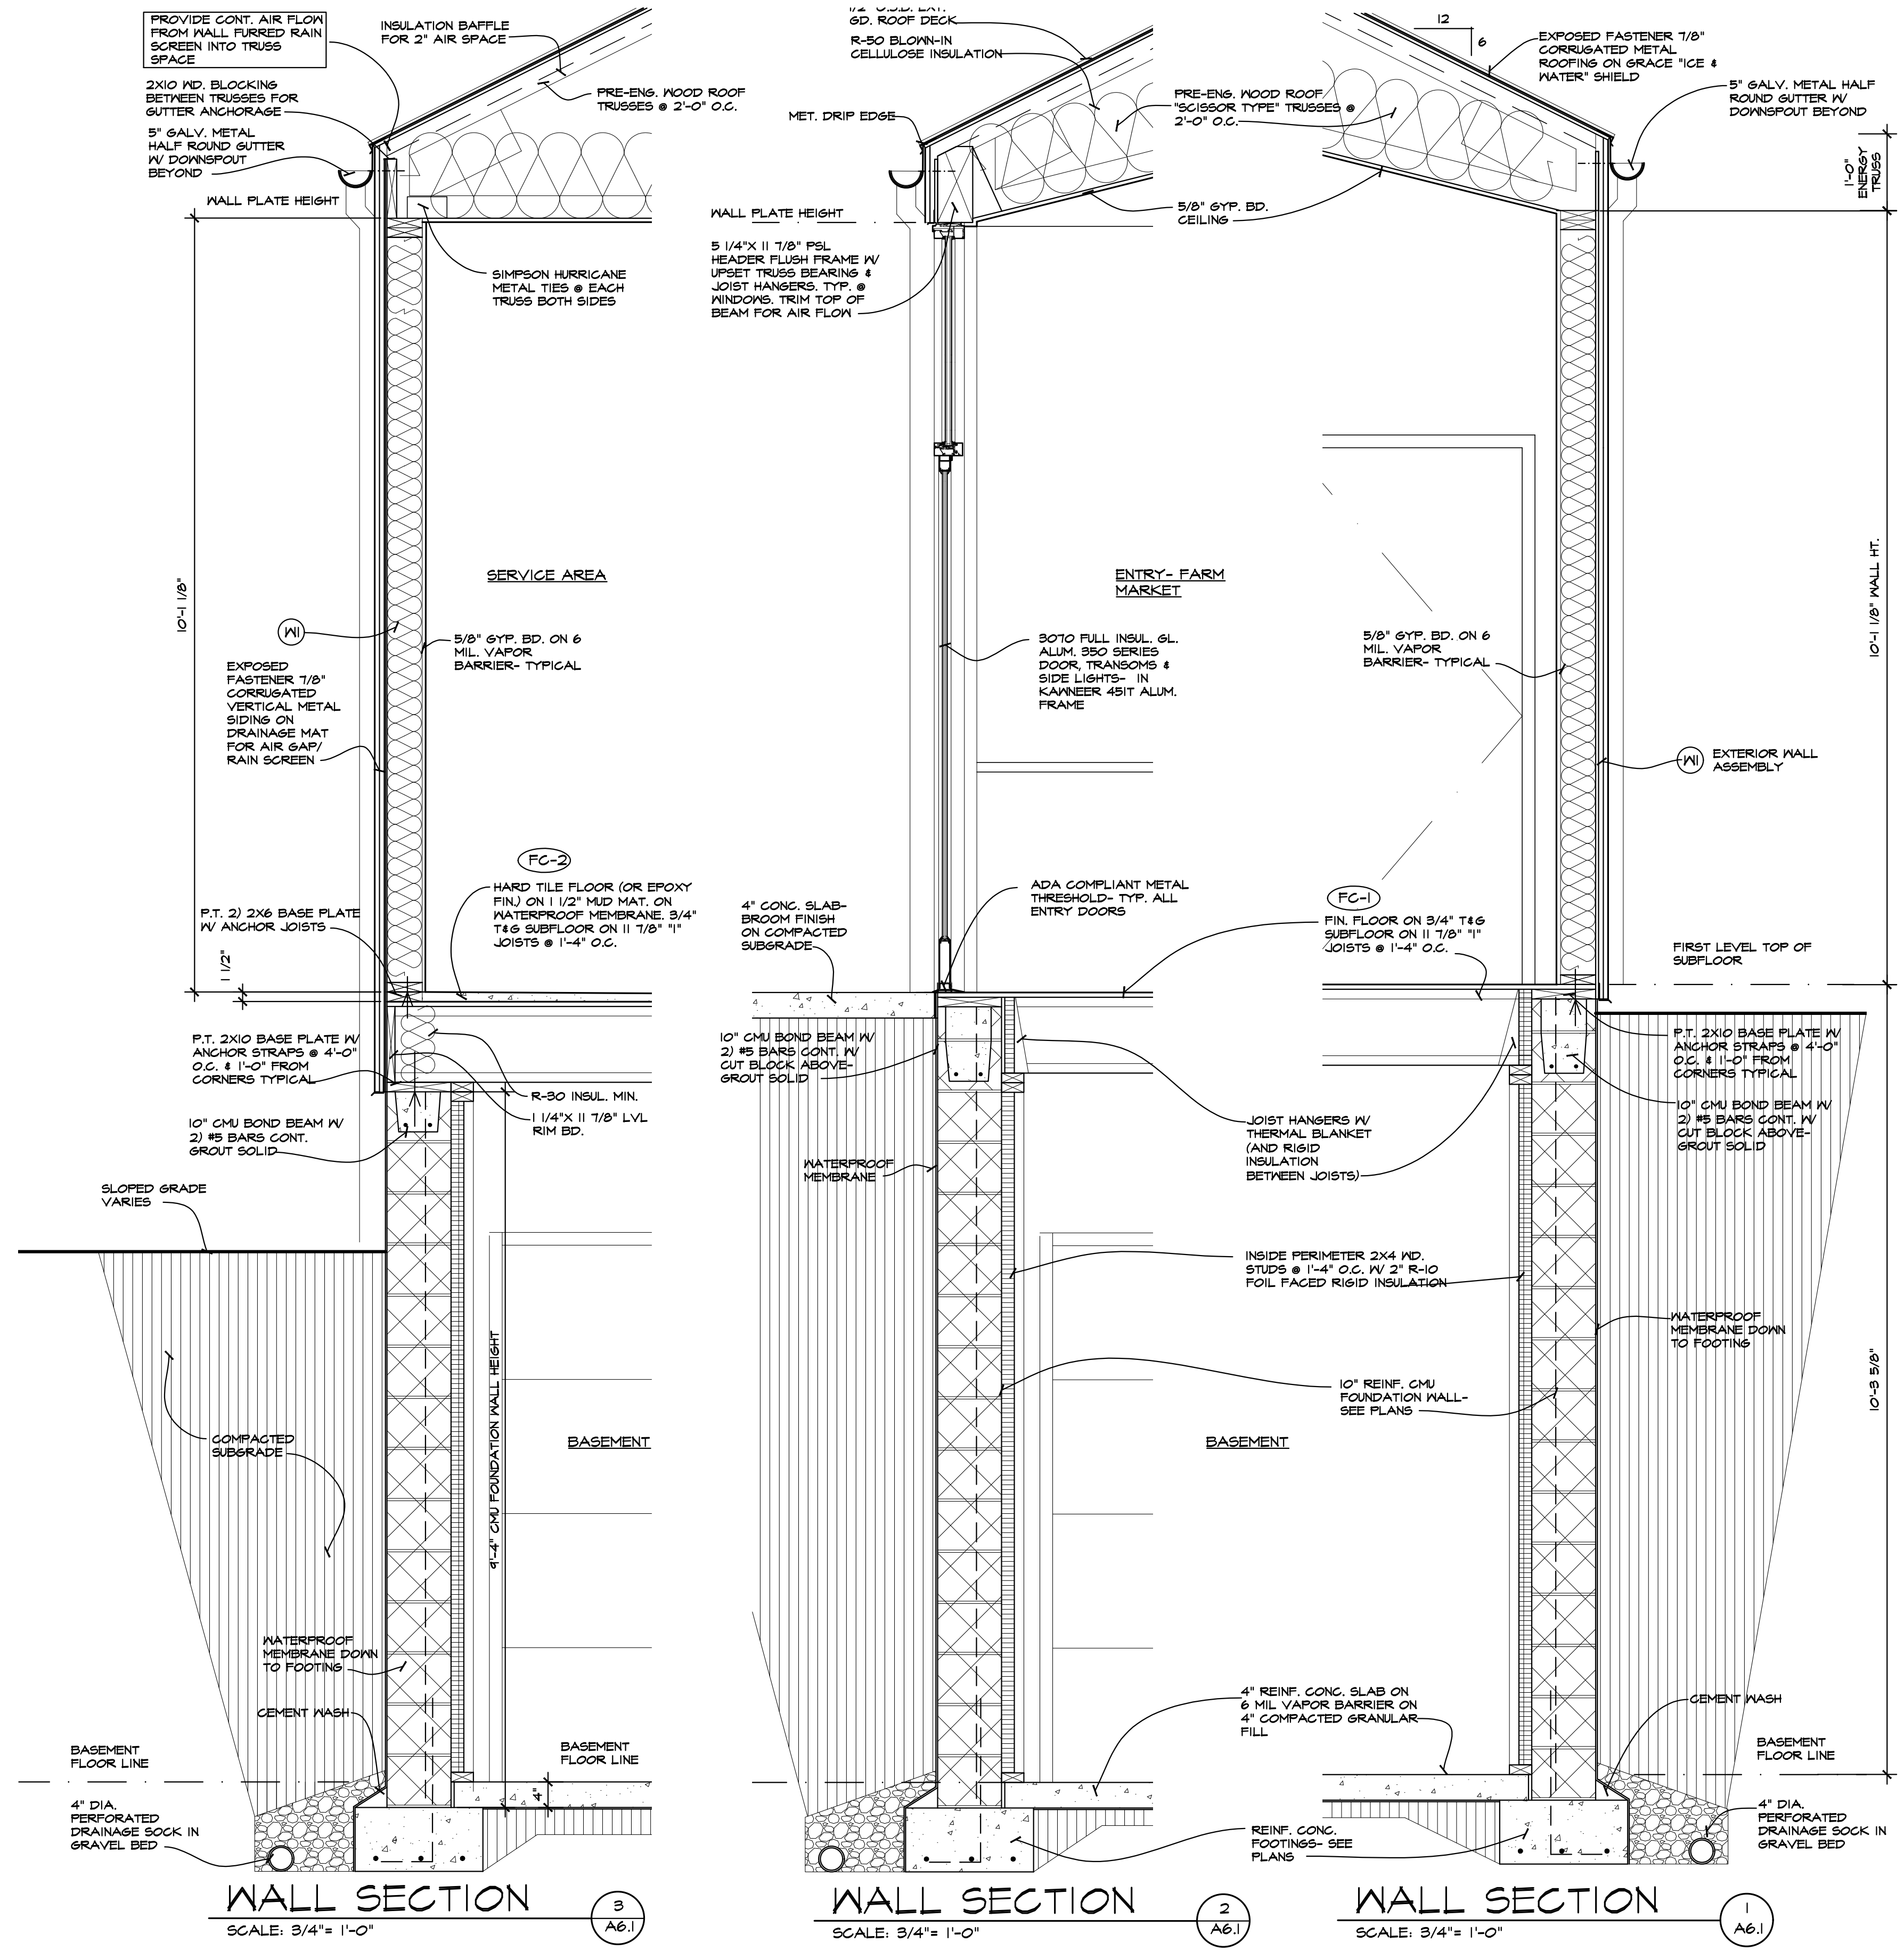 PROVIDE CONT. AIR FLOW
FROM WALL FURRED RAIN
SCREEN INTO TRUSS
SPACE
INSULATION BAFFLE
FOR 2" AIR SPACE
2X10 WD. BLOCKING
BETWEEN TRUSSES FOR
GUTTER ANCHORAGE
PRE-ENG. WOOD ROOF
TRUSSES @ 2'-0" O.C.
5" GALV. METAL
HALF ROUND GUTTER
W/ DOWNSPOUT
BEYOND
WALL PLATE HEIGHT
SIMPSON HURRICANE
METAL TIES @ EACH
TRUSS BOTH SIDES
10'-1 1/8"
SERVICE AREA
W1
5/8" GYP. BD. ON 6
MIL. VAPOR
BARRIER- TYPICAL
EXPOSED
FASTENER 7/8"
CORRUGATED
VERTICAL METAL
SIDING ON
DRAINAGE MAT
FOR AIR GAP/
RAIN SCREEN
FC-2
HARD TILE FLOOR (OR EPOXY
FIN.) ON 1 1/2" MUD MAT. ON
WATERPROOF MEMBRANE. 3/4"
T&G SUBFLOOR ON 11 7/8" "I"
JOISTS @ 1'-4" O.C.
P.T. 2) 2X6 BASE PLATE
W/ ANCHOR JOISTS
1 1/2"
P.T. 2X10 BASE PLATE W/
ANCHOR STRAPS @ 4'-0"
O.C. & 1'-0" FROM
CORNERS TYPICAL
R-30 INSUL. MIN.
1 1/4"X 11 7/8" LVL
RIM BD.
10" CMU BOND BEAM W/
2) #5 BARS CONT.
GROUT SOLID
SLOPED GRADE
VARIES
9'-4" CMU FOUNDATION WALL HEIGHT
COMPACTED
SUBGRADE
BASEMENT
WATERPROOF
MEMBRANE DOWN
TO FOOTING
CEMENT WASH
BASEMENT
FLOOR LINE
BASEMENT
FLOOR LINE
4"
4" DIA.
PERFORATED
DRAINAGE SOCK IN
GRAVEL BED
WALL SECTION
SCALE: 3/4"= 1'-0"
3
A6.1
1/2" O.S.B. EXT.
GD. ROOF DECK
R-50 BLOWN-IN
CELLULOSE INSULATION
MET. DRIP EDGE
PRE-ENG. WOOD ROOF
"SCISSOR TYPE" TRUSSES @
2'-0" O.C.
WALL PLATE HEIGHT
5/8" GYP. BD.
CEILING
5 1/4"X 11 7/8" PSL
HEADER FLUSH FRAME W/
UPSET TRUSS BEARING &
JOIST HANGERS. TYP. @
WINDOWS. TRIM TOP OF
BEAM FOR AIR FLOW
ENTRY- FARM
MARKET
3070 FULL INSUL. GL.
ALUM. 350 SERIES
DOOR, TRANSOMS &
SIDE LIGHTS- IN
KAWNEER 451T ALUM.
FRAME
ADA COMPLIANT METAL
THRESHOLD- TYP. ALL
ENTRY DOORS
4" CONC. SLAB-
BROOM FINISH
ON COMPACTED
SUBGRADE
10" CMU BOND BEAM W/
2) #5 BARS CONT. W/
CUT BLOCK ABOVE-
GROUT SOLID
JOIST HANGERS W/
THERMAL BLANKET
(AND RIGID
INSULATION
BETWEEN JOISTS)
WATERPROOF
MEMBRANE
INSIDE PERIMETER 2X4 WD.
STUDS @ 1'-4" O.C. W/ 2" R-10
FOIL FACED RIGID INSULATION
10" REINF. CMU
FOUNDATION WALL-
SEE PLANS
BASEMENT
4" REINF. CONC. SLAB ON
6 MIL VAPOR BARRIER ON
4" COMPACTED GRANULAR
FILL
REINF. CONC.
FOOTINGS- SEE
PLANS
WALL SECTION
SCALE: 3/4"= 1'-0"
2
A6.1
12
6
EXPOSED FASTENER 7/8"
CORRUGATED METAL
ROOFING ON GRACE "ICE &
WATER" SHIELD
5" GALV. METAL HALF
ROUND GUTTER W/
DOWNSPOUT BEYOND
1'-0"
ENERGY
TRUSS
10'-1 1/8" WALL HT.
5/8" GYP. BD. ON 6
MIL. VAPOR
BARRIER- TYPICAL
W1
EXTERIOR WALL
ASSEMBLY
FC-1
FIN. FLOOR ON 3/4" T&G
SUBFLOOR ON 11 7/8" "I"
JOISTS @ 1'-4" O.C.
FIRST LEVEL TOP OF
SUBFLOOR
P.T. 2X10 BASE PLATE W/
ANCHOR STRAPS @ 4'-0"
O.C. & 1'-0" FROM
CORNERS TYPICAL
10" CMU BOND BEAM W/
2) #5 BARS CONT. W/
CUT BLOCK ABOVE-
GROUT SOLID
WATERPROOF
MEMBRANE DOWN
TO FOOTING
10'-3 5/8"
CEMENT WASH
BASEMENT
FLOOR LINE
4" DIA.
PERFORATED
DRAINAGE SOCK IN
GRAVEL BED
WALL SECTION
SCALE: 3/4"= 1'-0"
1
A6.1